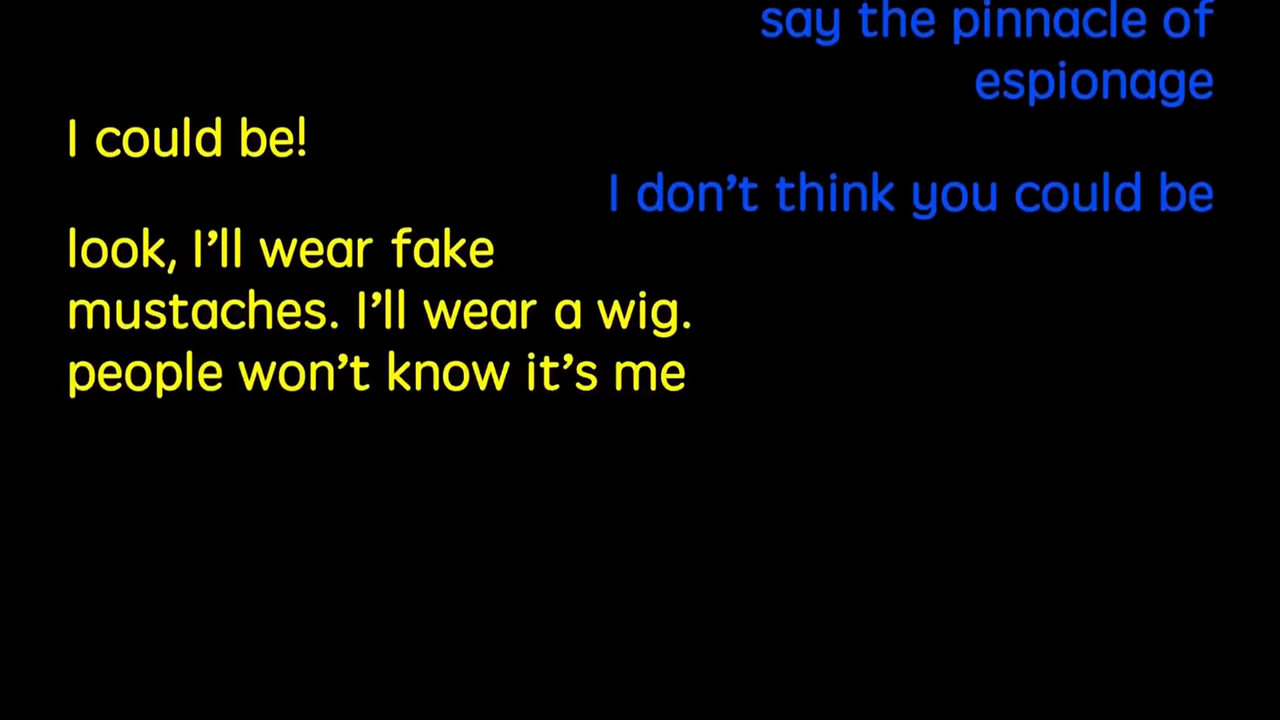 say the pinnacle of
espionage
I could be!
I don’t think you could be
look, I’ll wear fake
mustaches. I’ll wear a wig.
people won’t know it’s me